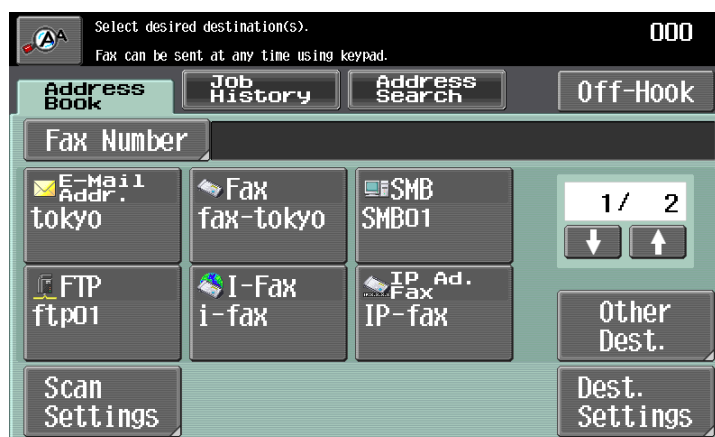 Select desired destination(s).
000
Fax can be sent at any time using keypad.
Address Book
Job History
Address Search
Off-Hook
Fax Number
E-Mail Addr.
tokyo
Fax
fax-tokyo
SMB
SMB01
1/ 2
FTP
ftp01
I-Fax
i-fax
IP Ad. Fax
IP-fax
Other
Dest.
Scan
Settings
Dest.
Settings